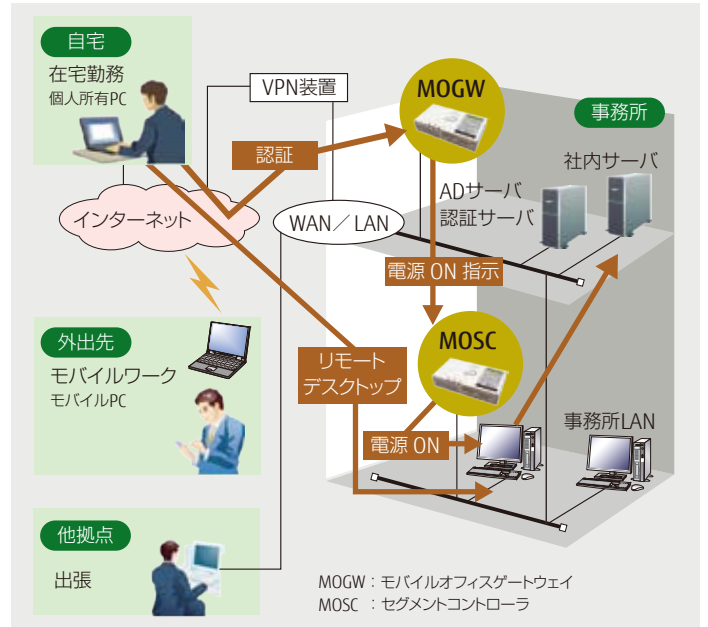 自宅
在宅勤務
個人所有PC
VPN装置
MOGW
事務所
認証
社内サーバ
ADサーバ
認証サーバ
インターネット
WAN／LAN
電源 ON 指示
外出先
モバイルワーク
モバイルPC
MOSC
リモート
デスクトップ
電源 ON
事務所LAN
他拠点
出張
MOGW：モバイルオフィスゲートウェイ
MOSC ：セグメントコントローラ